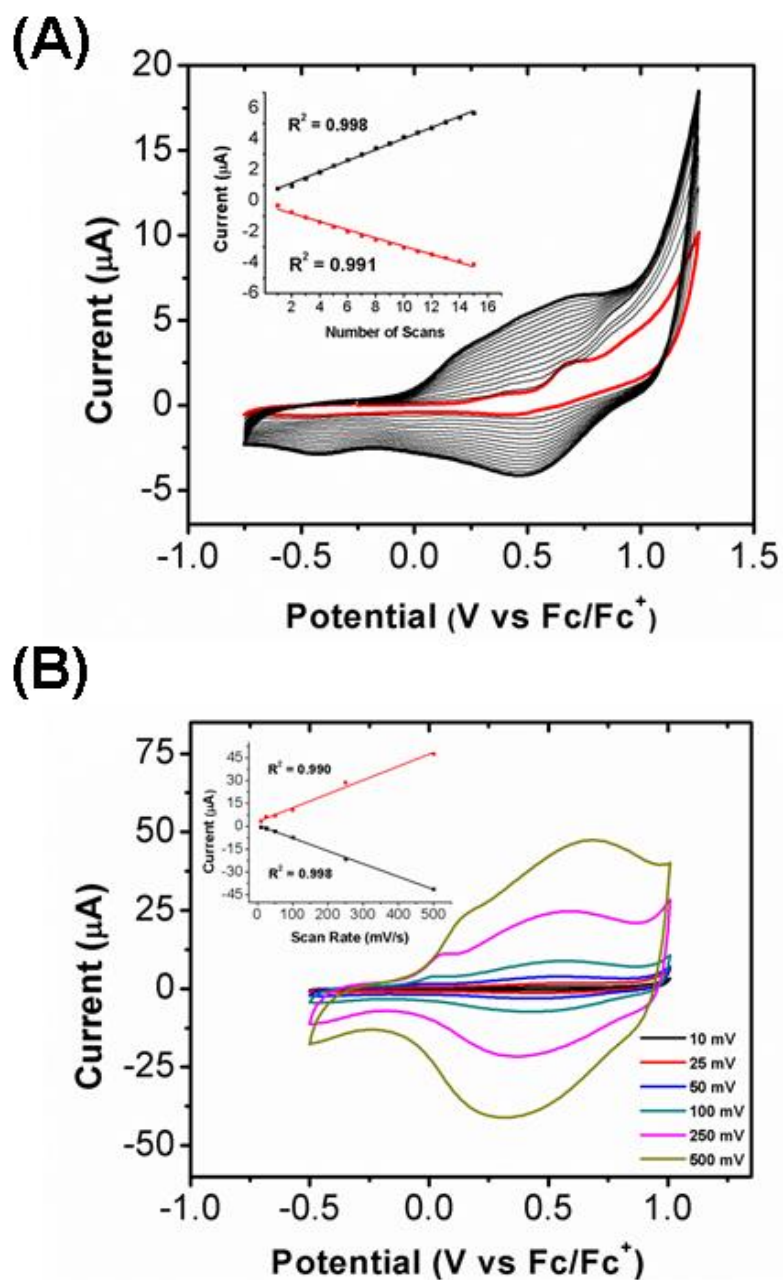 (A)
20
15
10
5
0
-5
-1.0 -0.5 0.0 0.5 1.0 1.5
Current (µA)
Potential (V vs Fc/Fc⁺)
6
4
2
0
-2
-4
-6
2 4 6 8 10 12 14 16
Current (µA)
Number of Scans
R² = 0.998
R² = 0.991
(B)
75
50
25
0
-25
-50
-1.0 -0.5 0.0 0.5 1.0
Current (µA)
Potential (V vs Fc/Fc⁺)
45
30
15
0
-15
-30
-45
0 100 200 300 400 500
Current (µA)
Scan Rate (mV/s)
R² = 0.990
R² = 0.998
10 mV
25 mV
50 mV
100 mV
250 mV
500 mV